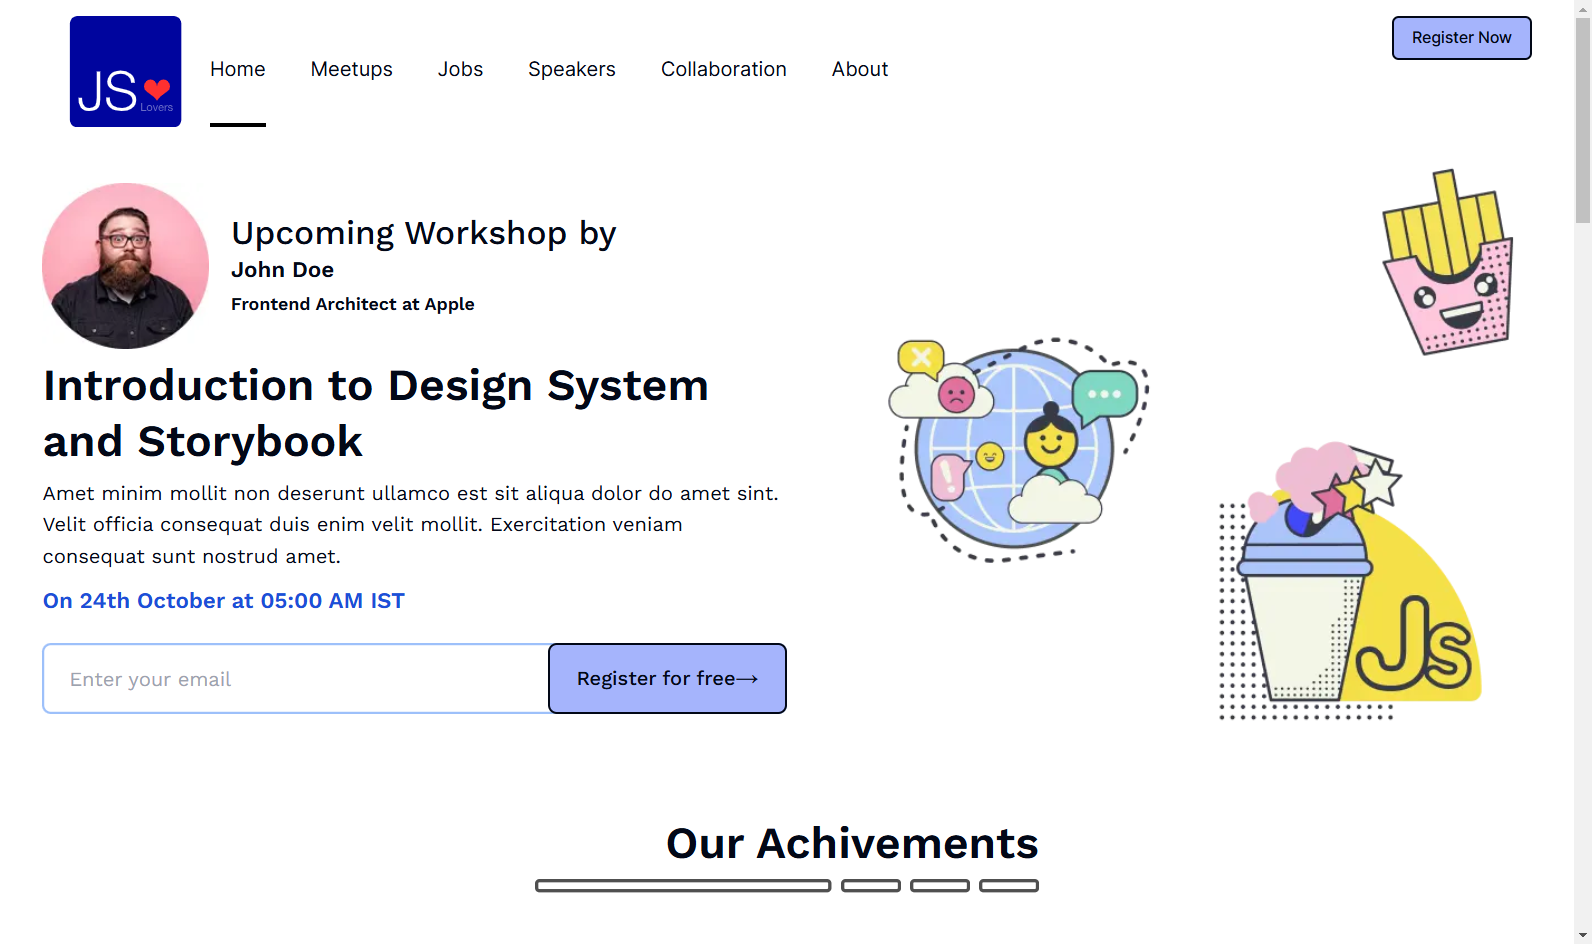 JS
Lovers
Home
Meetups
Jobs
Speakers
Collaboration
About
Register Now
Upcoming Workshop by
John Doe
Frontend Architect at Apple
Introduction to Design System
and Storybook
Amet minim mollit non deserunt ullamco est sit aliqua dolor do amet sint.
Velit officia consequat duis enim velit mollit. Exercitation veniam
consequat sunt nostrud amet.
On 24th October at 05:00 AM IST
Enter your email
Register for free→
Js
Our Achivements